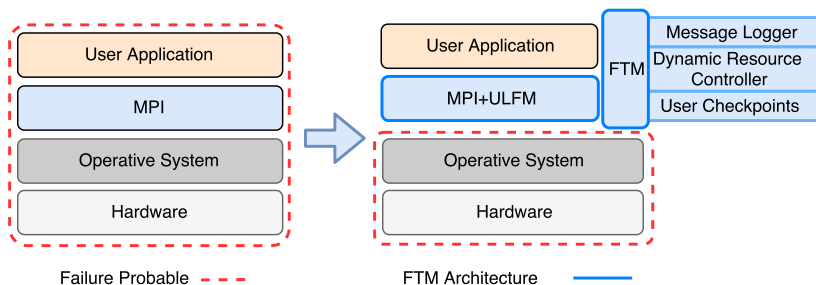 User Application
MPI
Operative System
Hardware
User Application
MPI+ULFM
FTM
Message Logger
Dynamic Resource
Controller
User Checkpoints
Operative System
Hardware
Failure Probable
FTM Architecture